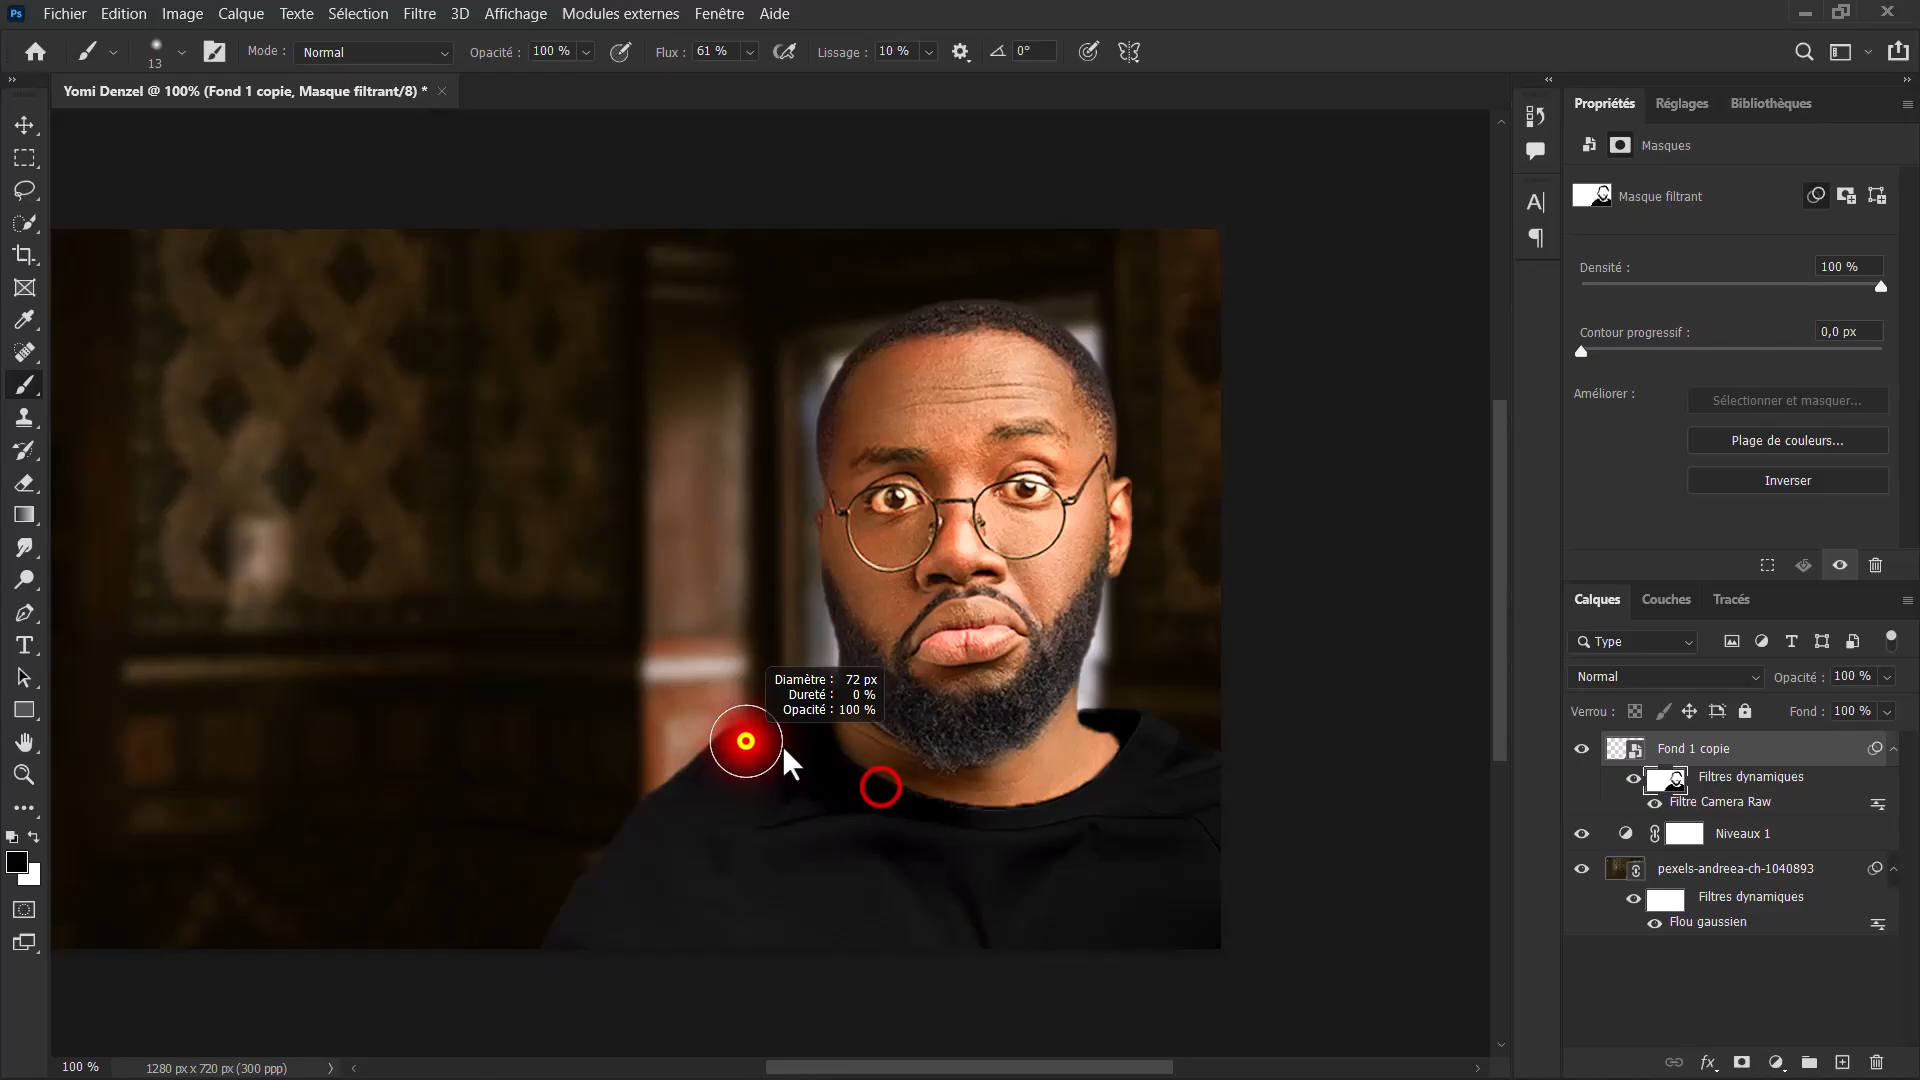 Ps Fichier Edition Image Calque Texte Sélection Filtre 3D Affichage Modules externes Fenêtre Aide
13 Mode : Normal Opacité : 100 % Flux : 61 % Lissage : 10 % 0°
Yomi Denzel @ 100% (Fond 1 copie, Masque filtrant/8) *
Propriétés Réglages Bibliothèques
Masques
Masque filtrant
Densité : 100 %
Contour progressif : 0,0 px
Améliorer : Sélectionner et masquer...
Plage de couleurs...
Inverser
Diamètre : 72 px
Dureté : 0 %
Opacité : 100 %
Calques Couches Tracés
Type
Normal Opacité : 100 %
Verrou : Fond : 100 %
Fond 1 copie
Filtres dynamiques
Filtre Camera Raw
Niveaux 1
pexels-andreea-ch-1040893
Filtres dynamiques
Flou gaussien
100 % 1280 px x 720 px (300 ppp)